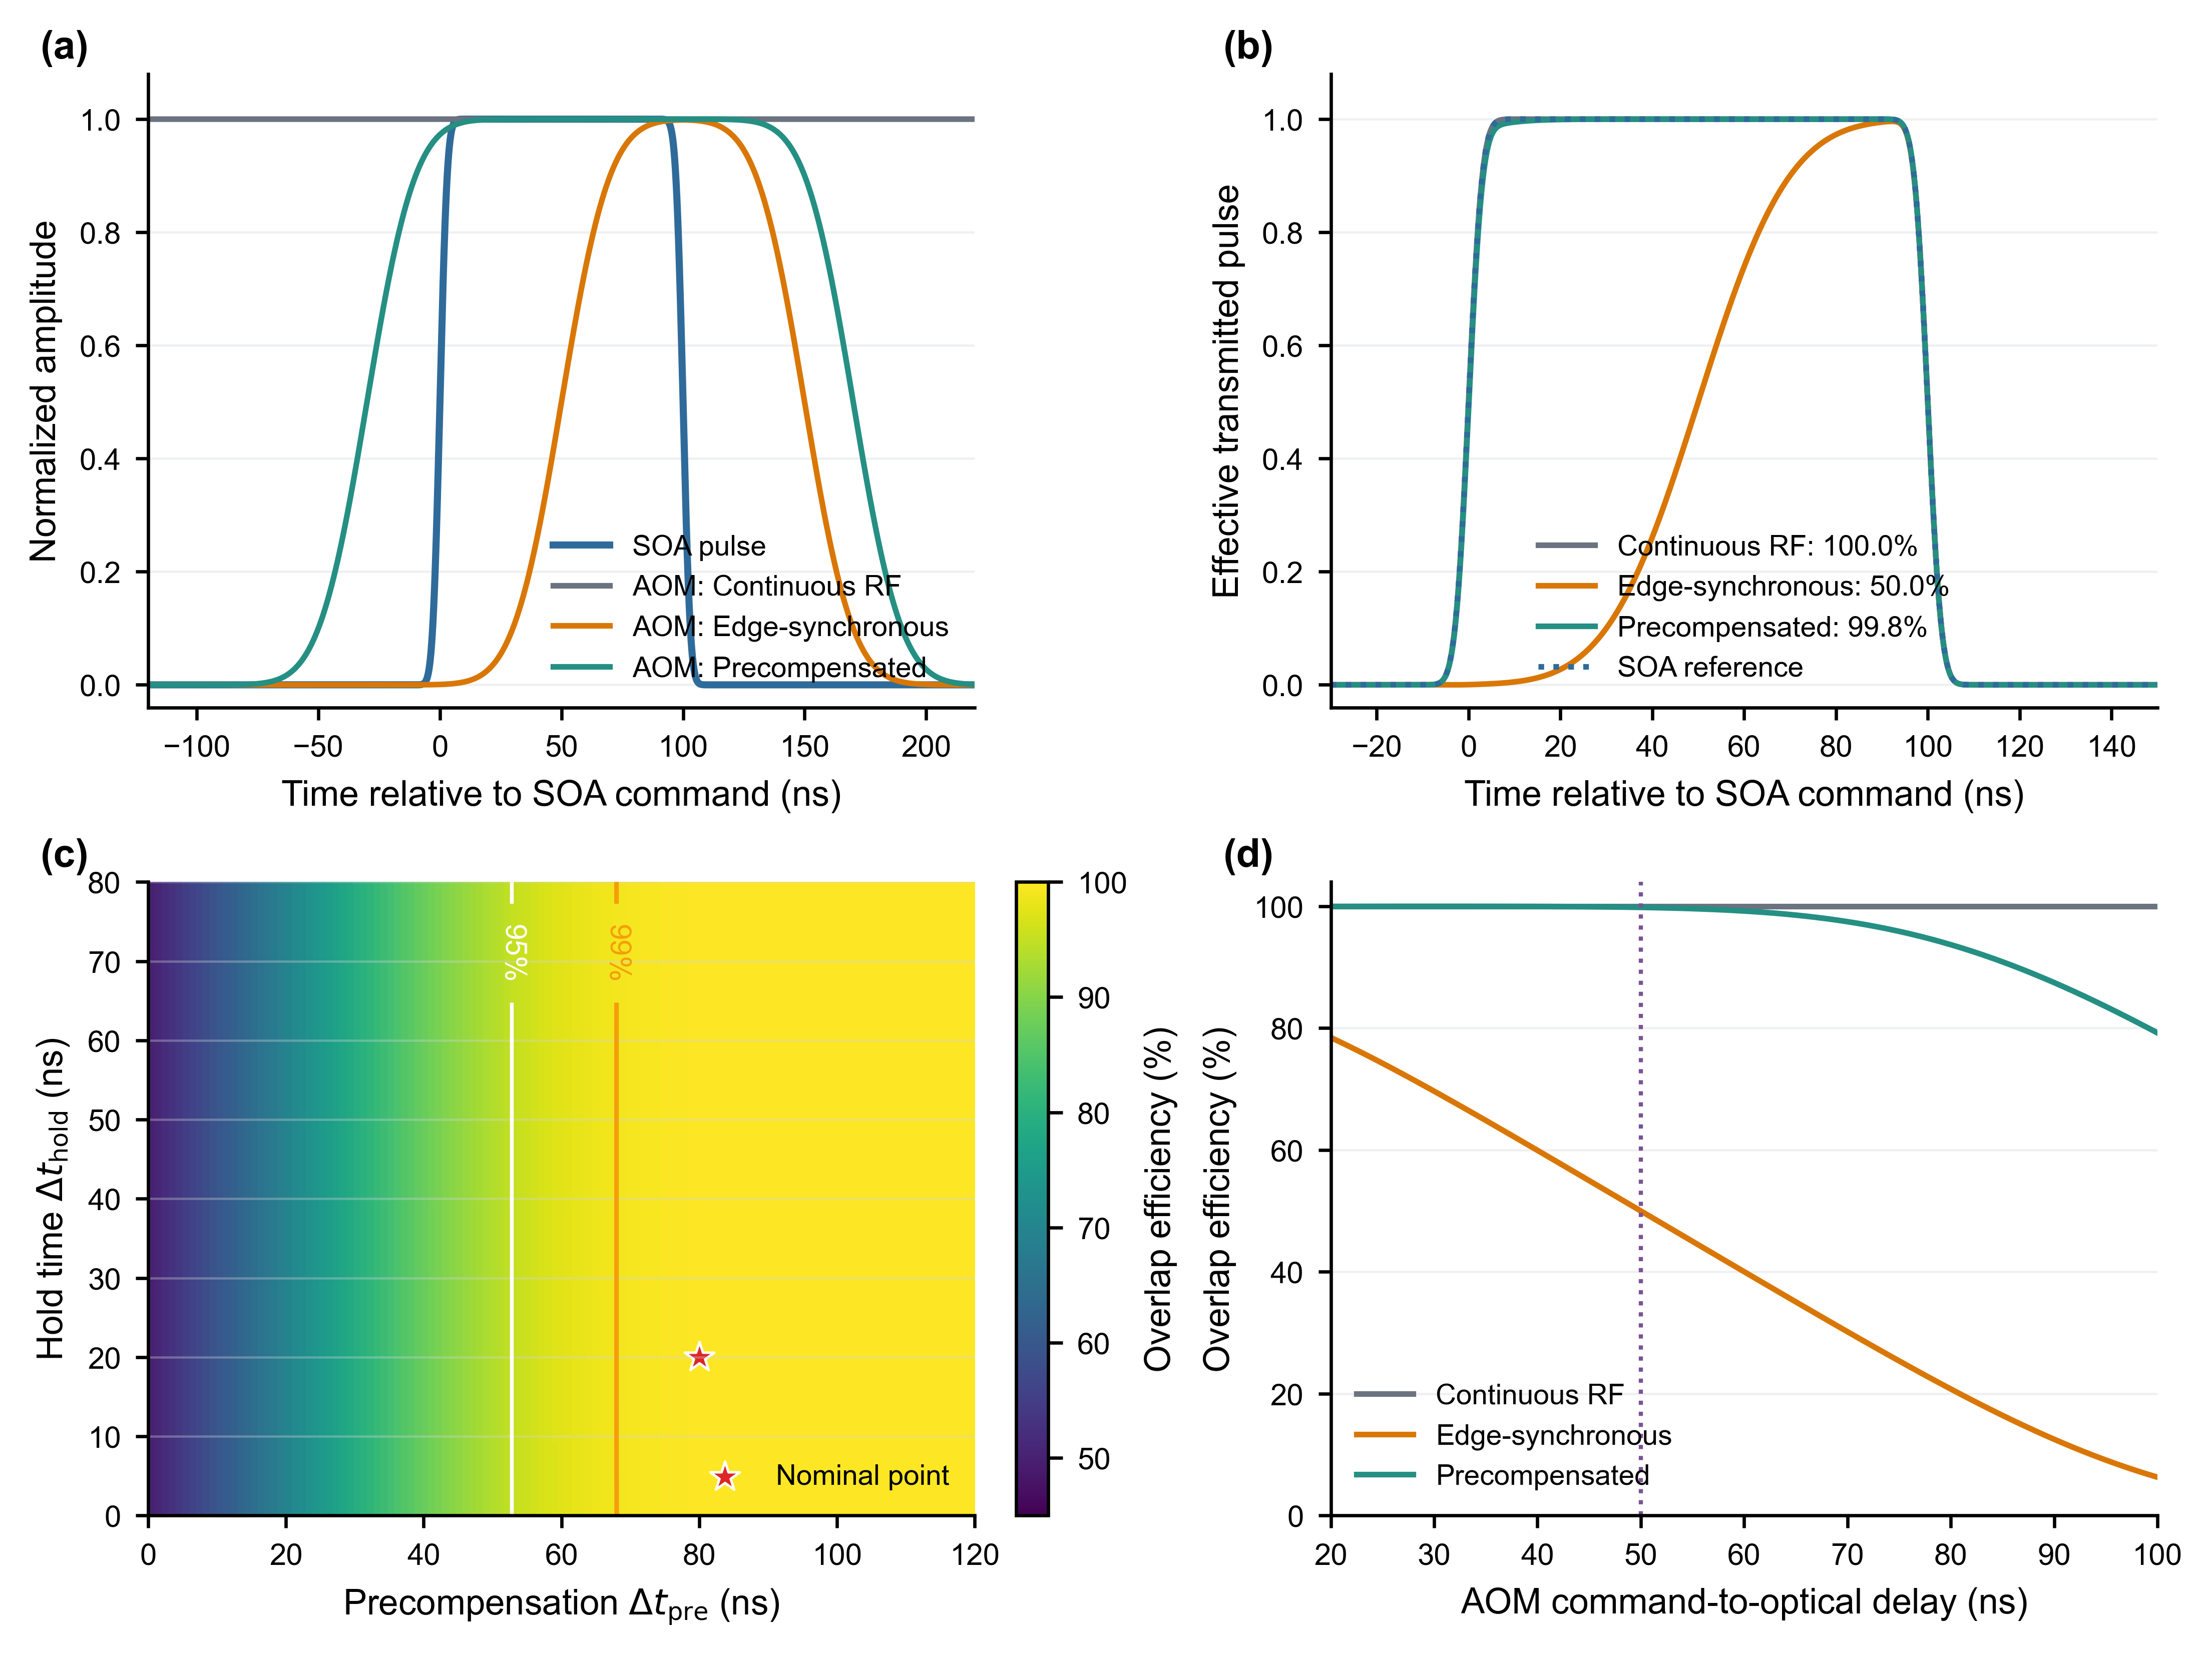 (a)
1.0
0.8
0.6
0.4
0.2
0.0
Normalized amplitude
SOA pulse
AOM: Continuous RF
AOM: Edge-synchronous
AOM: Precompensated
−100
−50
0
50
100
150
200
Time relative to SOA command (ns)
(b)
1.0
0.8
0.6
0.4
0.2
0.0
Effective transmitted pulse
Continuous RF: 100.0%
Edge-synchronous: 50.0%
Precompensated: 99.8%
SOA reference
−20
0
20
40
60
80
100
120
140
Time relative to SOA command (ns)
(c)
80
70
60
50
40
30
20
10
0
Hold time Δt_hold (ns)
95%
99%
Nominal point
0
20
40
60
80
100
120
Precompensation Δt_pre (ns)
100
90
80
70
60
50
Overlap efficiency (%)
(d)
100
80
60
40
20
0
Overlap efficiency (%)
Continuous RF
Edge-synchronous
Precompensated
20
30
40
50
60
70
80
90
100
AOM command-to-optical delay (ns)